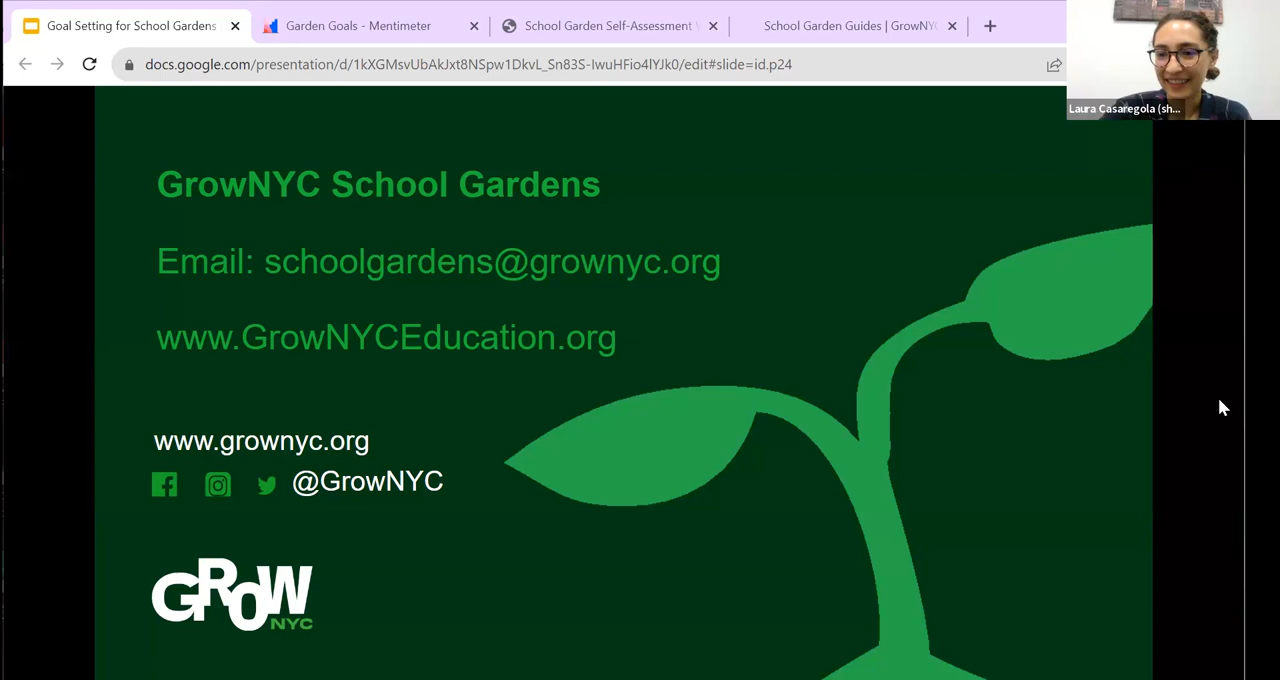 Goal Setting for School Gardens
Garden Goals - Mentimeter
School Garden Self-Assessment
School Garden Guides | GrowNYC
docs.google.com/presentation/d/1kXGMsvUbAkJxt8NSpw1DkvL_Sn83S-IwuHFio4lYJk0/edit#slide=id.p24
Laura Casaregola (sh...
GrowNYC School Gardens
Email: schoolgardens@grownyc.org
www.GrowNYCEducation.org
www.grownyc.org
@GrowNYC
GROW
NYC